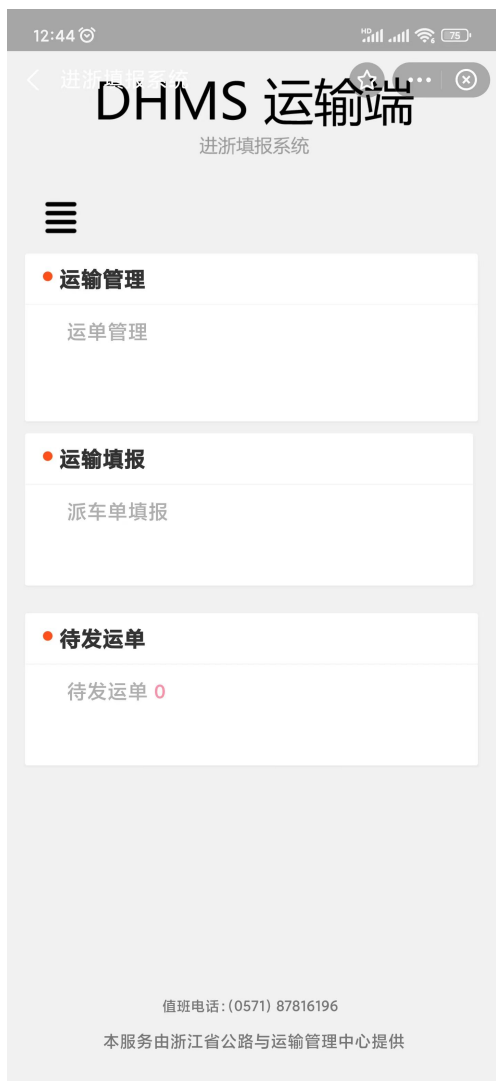 12:44
HD
75
进浙填报系统
DHMS 运输端
进浙填报系统
运输管理
运单管理
运输填报
派车单填报
待发运单
待发运单 0
值班电话:(0571) 87816196
本服务由浙江省公路与运输管理中心提供